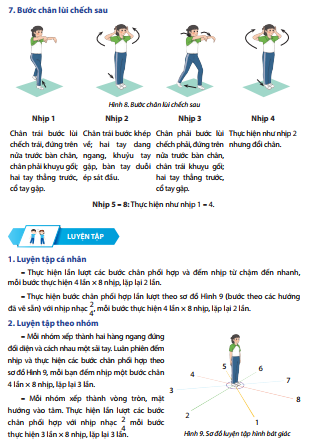 7. Bước chân lùi chếch sau
Hình 8. Bước chân lùi chếch sau
Nhịp 1
Chân trái bước lùi
chếch trái, đứng trên
nửa trước bàn chân,
chân phải khuỵu gối;
hai tay thẳng trước,
cổ tay gập.
Nhịp 2
Chân trái bước khép
về; hai tay dang
ngang, khuỷu tay
gập, bàn tay duỗi
ép sát đầu.
Nhịp 3
Chân phải bước lùi
chếch phải, đứng trên
nửa trước bàn chân,
chân trái khuỵu gối;
hai tay thẳng trước,
cổ tay gập.
Nhịp 4
Thực hiện như nhịp 2
nhưng đổi chân.
Nhịp 5 – 8: Thực hiện như nhịp 1 – 4.
LUYỆN TẬP
1. Luyện tập cá nhân
– Thực hiện lần lượt các bước chân phối hợp và đếm nhịp từ chậm đến nhanh,
mỗi bước thực hiện 4 lần × 8 nhịp, lặp lại 2 lần.
– Thực hiện bước chân phối hợp lần lượt theo sơ đồ Hình 9 (bước theo các hướng
đã vẽ sẵn) với nhịp nhạc 2/4, mỗi bước thực hiện 4 lần × 8 nhịp, lặp lại 2 lần.
2. Luyện tập theo nhóm
– Mỗi nhóm xếp thành hai hàng ngang đứng
đối diện và cách nhau một sải tay. Luân phiên đếm
nhịp và thực hiện các bước chân phối hợp theo
sơ đồ Hình 9, mỗi bạn đếm nhịp một bước chân
4 lần × 8 nhịp, lặp lại 3 lần.
– Mỗi nhóm xếp thành vòng tròn, mặt
hướng vào tâm. Thực hiện lần lượt các bước
chân phối hợp với nhịp nhạc 2/4 mỗi bước
thực hiện 3 lần × 8 nhịp, lặp lại 3 lần.
5
6
4
7
3
8
2
1
Hình 9. Sơ đồ luyện tập hình bát giác